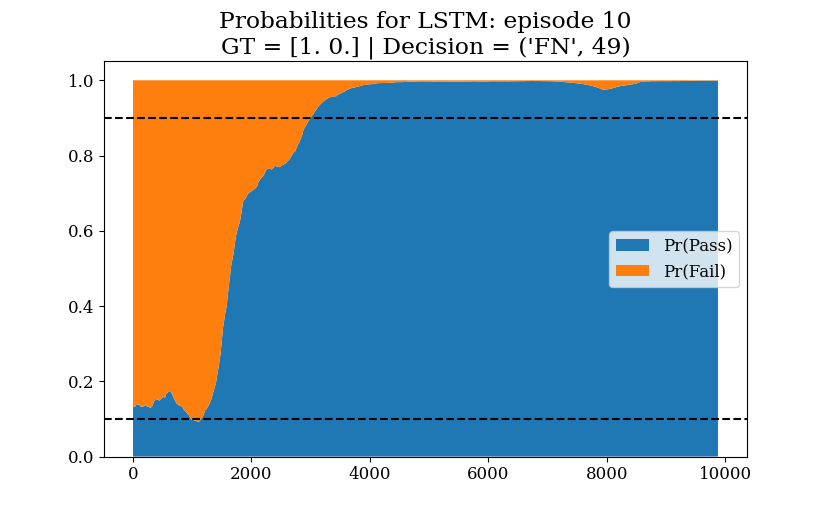 Probabilities for LSTM: episode 10
GT = [1. 0.] | Decision = ('FN', 49)
1.0
0.8
0.6
0.4
0.2
0.0
Pr(Pass)
Pr(Fail)
0 2000 4000 6000 8000 10000